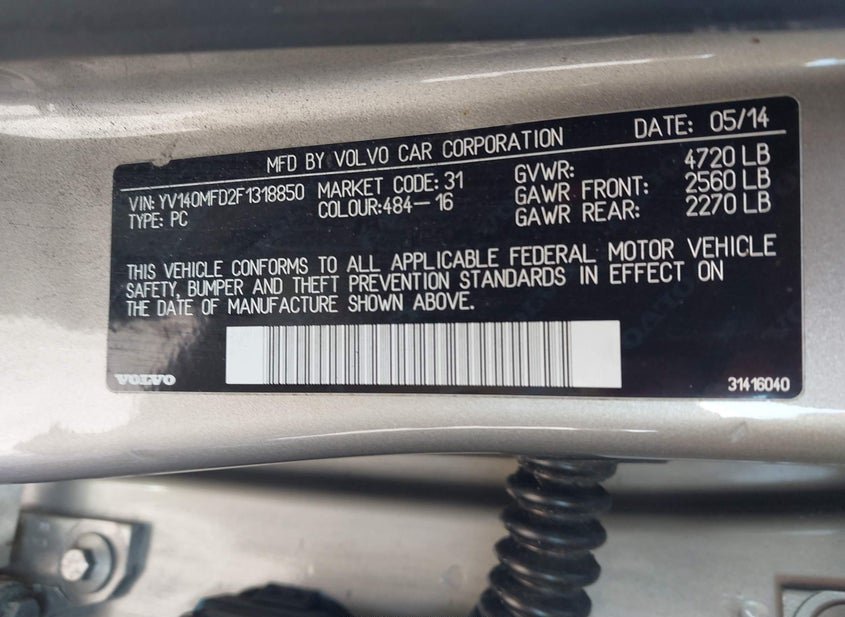 MFD BY VOLVO CAR CORPORATION DATE: 05/14
VIN: YV140MFD2F1318850 MARKET CODE: 31 GVWR: 4720 LB
TYPE: PC COLOUR:484-16 GAWR FRONT: 2560 LB
GAWR REAR: 2270 LB
THIS VEHICLE CONFORMS TO ALL APPLICABLE FEDERAL MOTOR VEHICLE
SAFETY, BUMPER AND THEFT PREVENTION STANDARDS IN EFFECT ON
THE DATE OF MANUFACTURE SHOWN ABOVE.
VOLVO 31416040